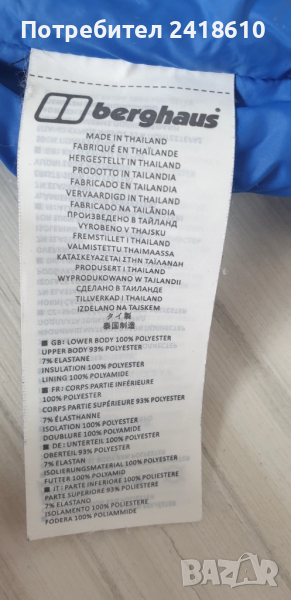 Потребител 2418610
berghaus
MADE IN THAILAND
FABRIQUÉ EN THAÏLANDE
HERGESTELLT IN THAILAND
PRODOTTO IN TAILANDIA
FABRICADO EN TAILANDIA
VERVAARDIGD IN THAILAND
FABRICADO NA TAILÂNDIA
ПРОИЗВЕДЕНО В ТАЙЛАНД
VYROBENO V THAJSKU
FREMSTILLET I THAILAND
VALMISTETTU THAIMAASSA
ΚΑΤΑΣΚΕΥΑΖΕΤΑΙ ΣΤΗΝ ΤΑΪΛΑΝΔΗ
PRODUSERT I THAILAND
WYPRODUKOWANO W TAJLANDII
СДЕЛАНО В ТАИЛАНДЕ
TILLVERKAD I THAILAND
IZDELANO NA TAJSKEM
タイ製
泰国制造
■ GB: LOWER BODY 100% POLYESTER
UPPER BODY 93% POLYESTER
7% ELASTANE
INSULATION 100% POLYESTER
LINING 100% POLYAMIDE
■ FR: CORPS PARTIE INFÉRIEURE
100% POLYESTER
CORPS PARTIE SUPÉRIEURE 93% POLYESTER
7% ÉLASTHANNE
ISOLATION 100% POLYESTER
DOUBLURE 100% POLYAMIDE
■ DE: UNTERTEIL 100% POLYESTER
OBERTEIL 93% POLYESTER
7% ELASTAN
ISOLIERUNGSMATERIAL 100% POLYESTER
FUTTER 100% POLYAMID
■ IT: PARTE INFERIORE 100% POLIESTERE
PARTE SUPERIORE 93% POLIESTERE
7% ELASTANO
ISOLAMENTO 100% POLIESTERE
FODERA 100% POLIAMMIDE
BAZAR